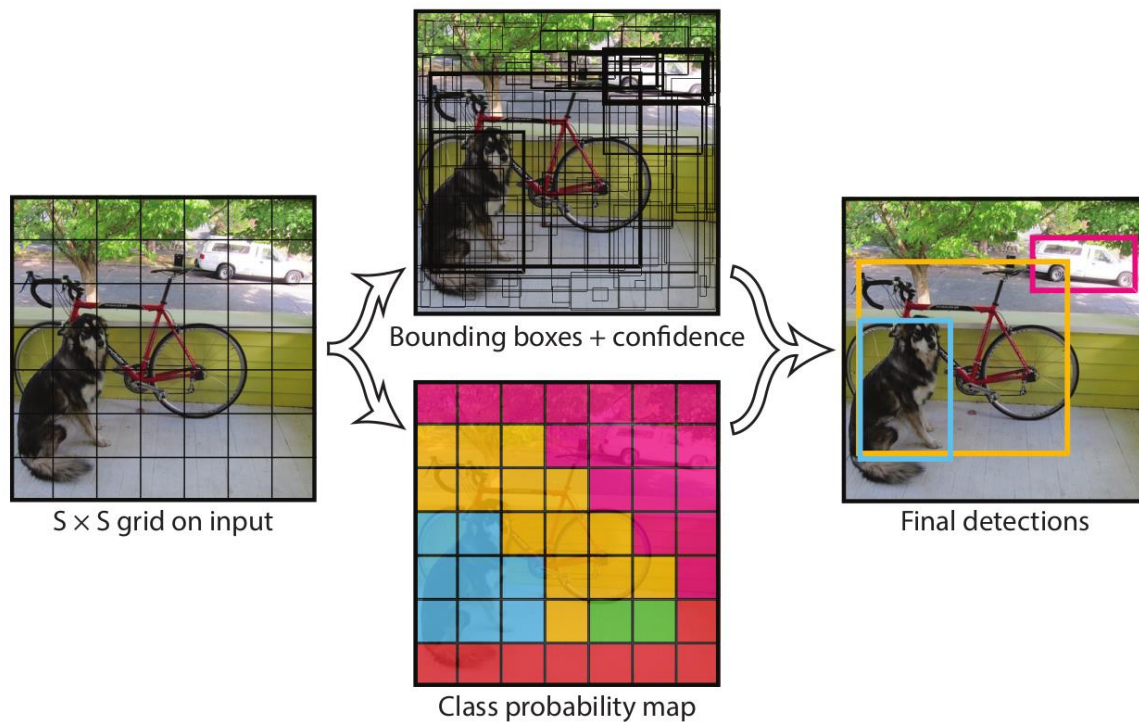 Bounding boxes + confidence
S × S grid on input
Final detections
Class probability map